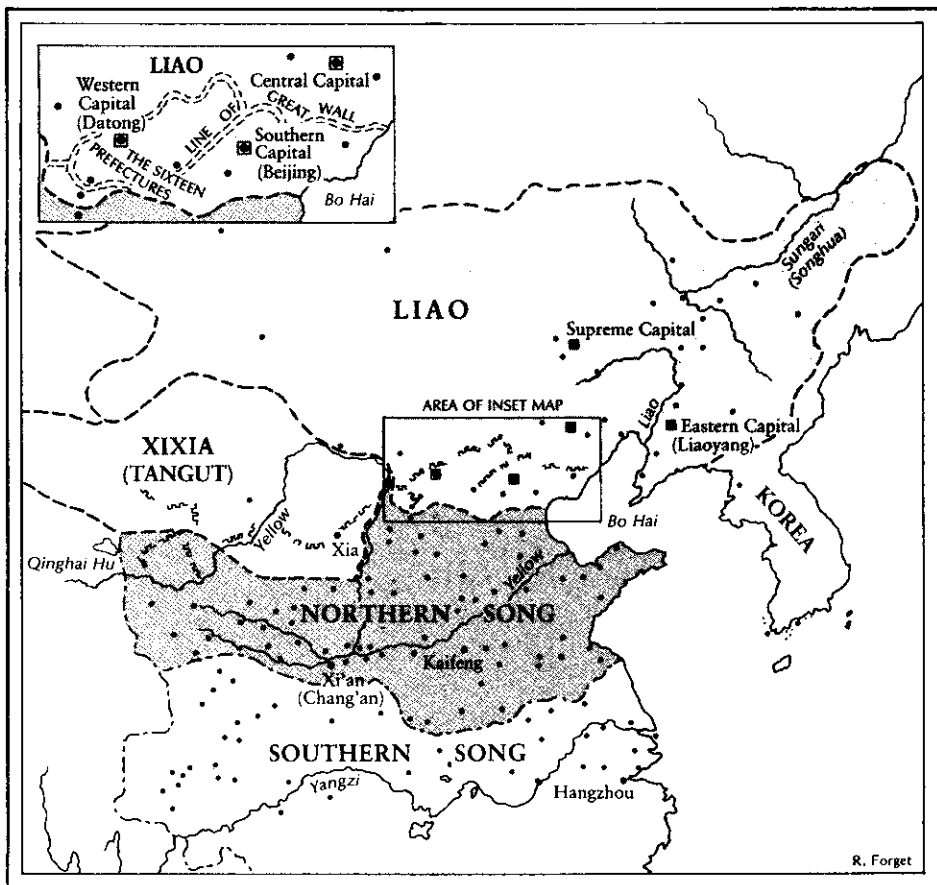 LIAO
Western
Capital
(Datong)
Central Capital
LINE OF GREAT WALL
THE SIXTEEN
PREFECTURES
Southern
Capital
(Beijing)
Bo Hai
Sungari
(Songhua)
LIAO
Supreme Capital
AREA OF INSET MAP
Liao
Eastern Capital
(Liaoyang)
XIXIA
(TANGUT)
Yellow
Xia
Bo Hai
KOREA
Qinghai Hu
Yellow
NORTHERN SONG
Kaifeng
Xi'an
(Chang'an)
SOUTHERN SONG
Yangzi
Hangzhou
R. Forget